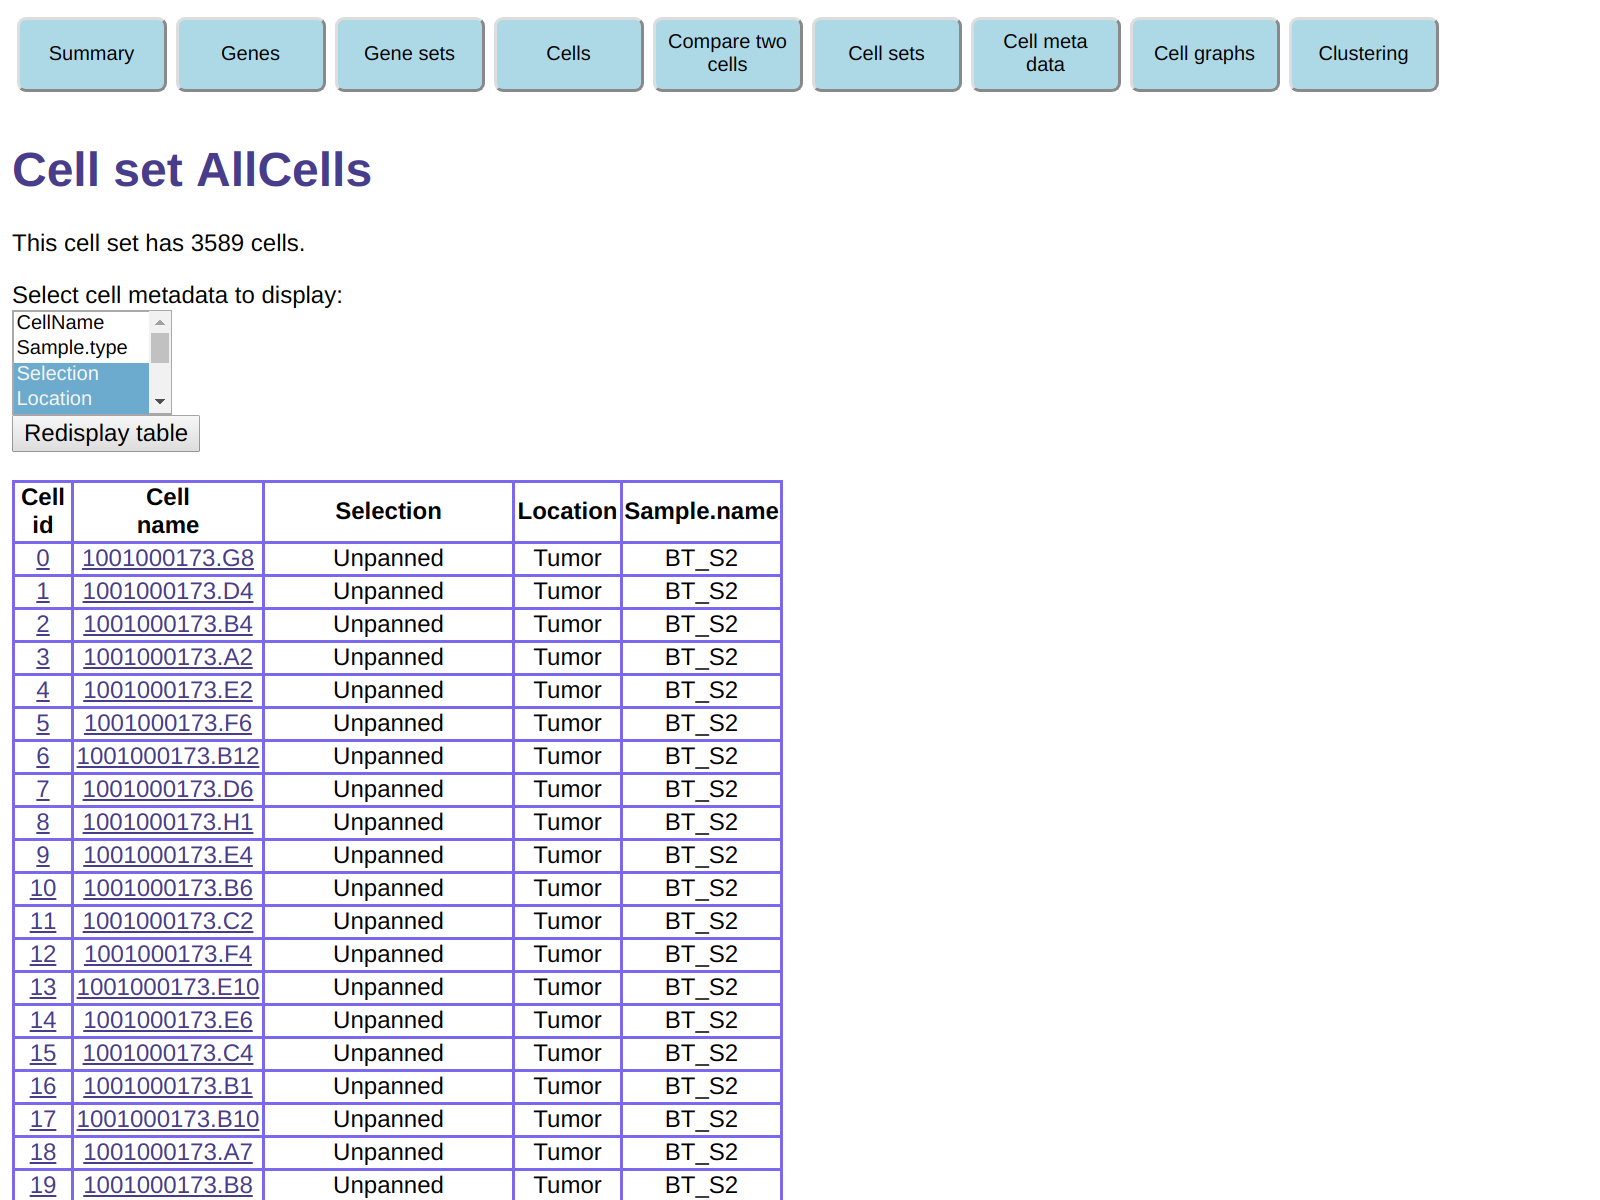 Summary Genes Gene sets Cells Compare two cells Cell sets Cell meta data Cell graphs Clustering
Cell set AllCells
This cell set has 3589 cells.
Select cell metadata to display:
CellName
Sample.type
Selection
Location
Redisplay table
Cell id Cell name Selection Location Sample.name
0 1001000173.G8 Unpanned Tumor BT_S2
1 1001000173.D4 Unpanned Tumor BT_S2
2 1001000173.B4 Unpanned Tumor BT_S2
3 1001000173.A2 Unpanned Tumor BT_S2
4 1001000173.E2 Unpanned Tumor BT_S2
5 1001000173.F6 Unpanned Tumor BT_S2
6 1001000173.B12 Unpanned Tumor BT_S2
7 1001000173.D6 Unpanned Tumor BT_S2
8 1001000173.H1 Unpanned Tumor BT_S2
9 1001000173.E4 Unpanned Tumor BT_S2
10 1001000173.B6 Unpanned Tumor BT_S2
11 1001000173.C2 Unpanned Tumor BT_S2
12 1001000173.F4 Unpanned Tumor BT_S2
13 1001000173.E10 Unpanned Tumor BT_S2
14 1001000173.E6 Unpanned Tumor BT_S2
15 1001000173.C4 Unpanned Tumor BT_S2
16 1001000173.B1 Unpanned Tumor BT_S2
17 1001000173.B10 Unpanned Tumor BT_S2
18 1001000173.A7 Unpanned Tumor BT_S2
19 1001000173.B8 Unpanned Tumor BT_S2